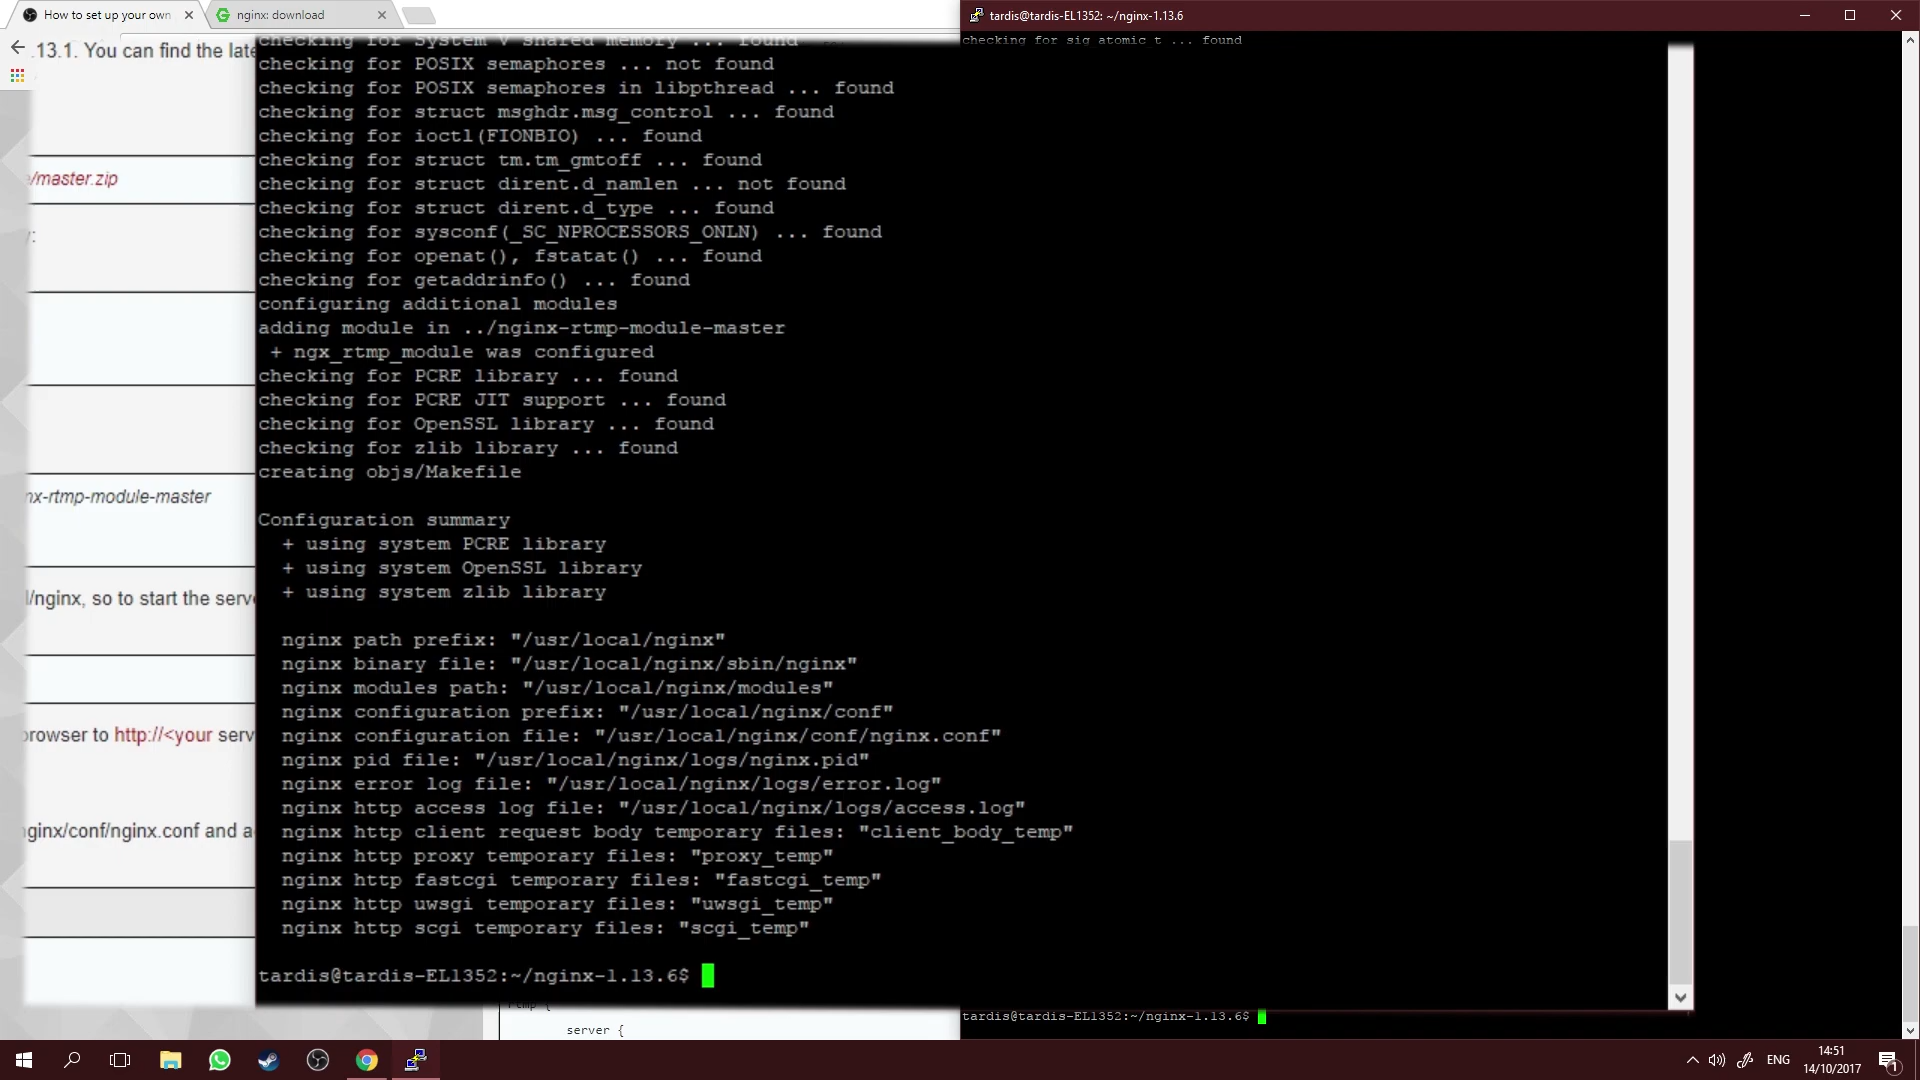 How to set up your own
nginx: download
tardis@tardis-EL1352: ~/nginx-1.13.6
.13.1. You can find the late
/master.zip
nx-rtmp-module-master
/nginx, so to start the serve
browser to http://<your serv
nginx/conf/nginx.conf and a
checking for sig_atomic_t ... found
checking for System V shared memory ... found
checking for POSIX semaphores ... not found
checking for POSIX semaphores in libpthread ... found
checking for struct msghdr.msg_control ... found
checking for ioctl(FIONBIO) ... found
checking for struct tm.tm_gmtoff ... found
checking for struct dirent.d_namlen ... not found
checking for struct dirent.d_type ... found
checking for sysconf(_SC_NPROCESSORS_ONLN) ... found
checking for openat(), fstatat() ... found
checking for getaddrinfo() ... found
configuring additional modules
adding module in ../nginx-rtmp-module-master
+ ngx_rtmp_module was configured
checking for PCRE library ... found
checking for PCRE JIT support ... found
checking for OpenSSL library ... found
checking for zlib library ... found
creating objs/Makefile
Configuration summary
+ using system PCRE library
+ using system OpenSSL library
+ using system zlib library
nginx path prefix: "/usr/local/nginx"
nginx binary file: "/usr/local/nginx/sbin/nginx"
nginx modules path: "/usr/local/nginx/modules"
nginx configuration prefix: "/usr/local/nginx/conf"
nginx configuration file: "/usr/local/nginx/conf/nginx.conf"
nginx pid file: "/usr/local/nginx/logs/nginx.pid"
nginx error log file: "/usr/local/nginx/logs/error.log"
nginx http access log file: "/usr/local/nginx/logs/access.log"
nginx http client request body temporary files: "client_body_temp"
nginx http proxy temporary files: "proxy_temp"
nginx http fastcgi temporary files: "fastcgi_temp"
nginx http uwsgi temporary files: "uwsgi_temp"
nginx http scgi temporary files: "scgi_temp"
tardis@tardis-EL1352:~/nginx-1.13.6$
server {
tardis@tardis-EL1352:~/nginx-1.13.6$
ENG
14:51
14/10/2017
1